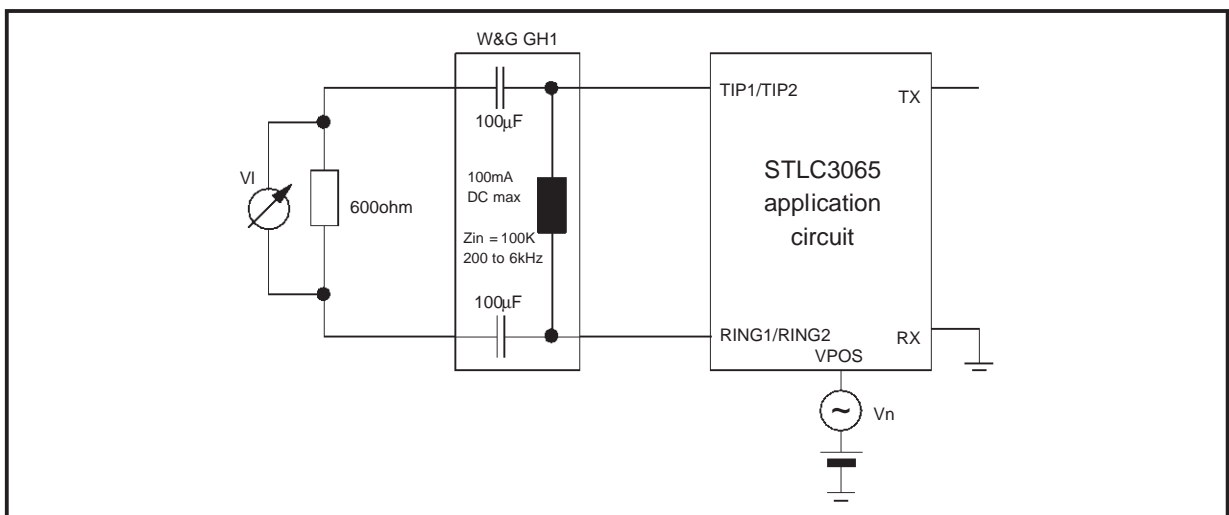 W&G GH1
TIP1/TIP2
TX
100μF
STLC3065
application
circuit
100mA
DC max
VI
600ohm
Zin = 100K
200 to 6kHz
100μF
RING1/RING2
RX
VPOS
~
Vn